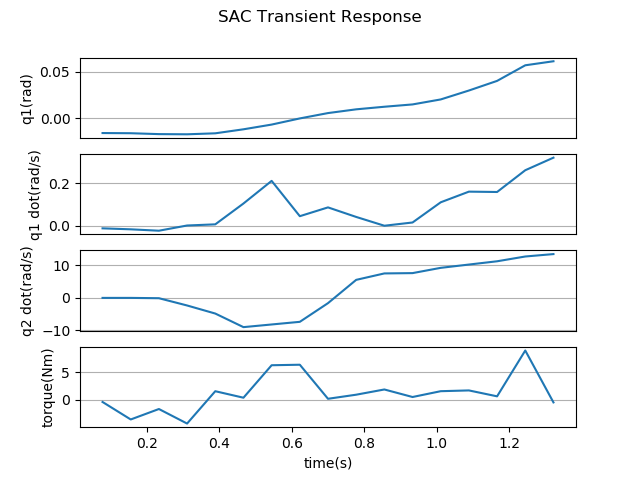 SAC Transient Response
q1(rad)
0.05
0.00
q1 dot(rad/s)
0.2
0.0
q2 dot(rad/s)
10
0
−10
torque(Nm)
5
0
0.2 0.4 0.6 0.8 1.0 1.2
time(s)